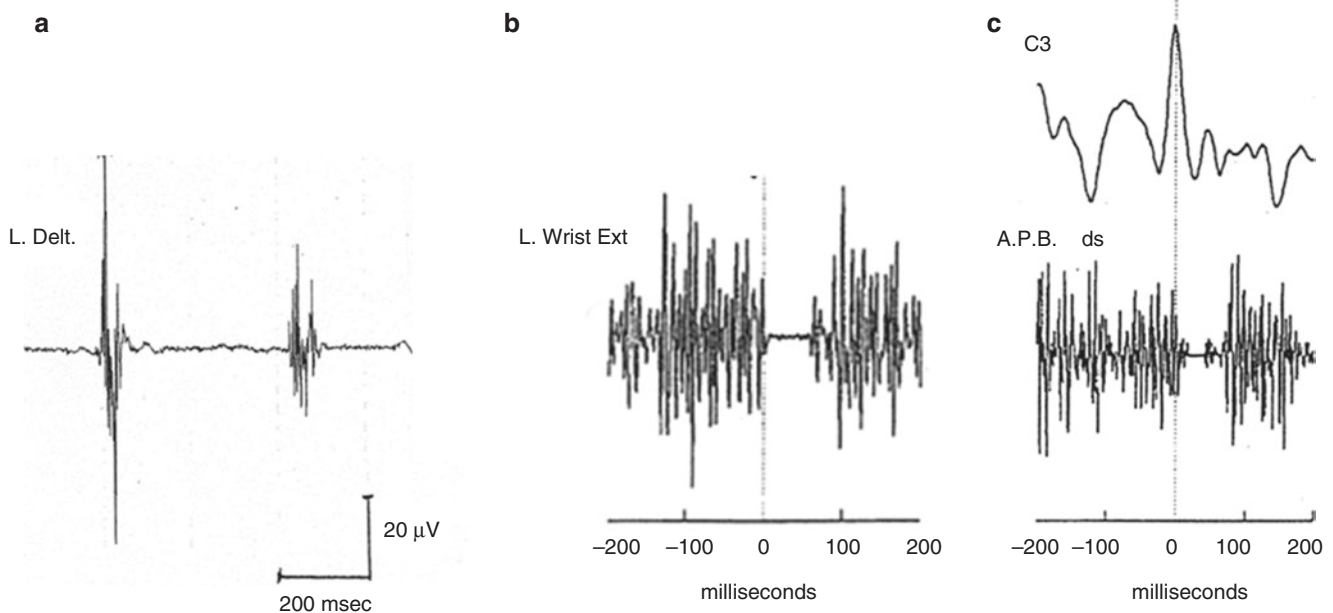 a
L. Delt.
20 μV
200 msec
b
L. Wrist Ext
–200 –100 0 100 200
milliseconds
c
C3
A.P.B. ds
–200 –100 0 100 200
milliseconds